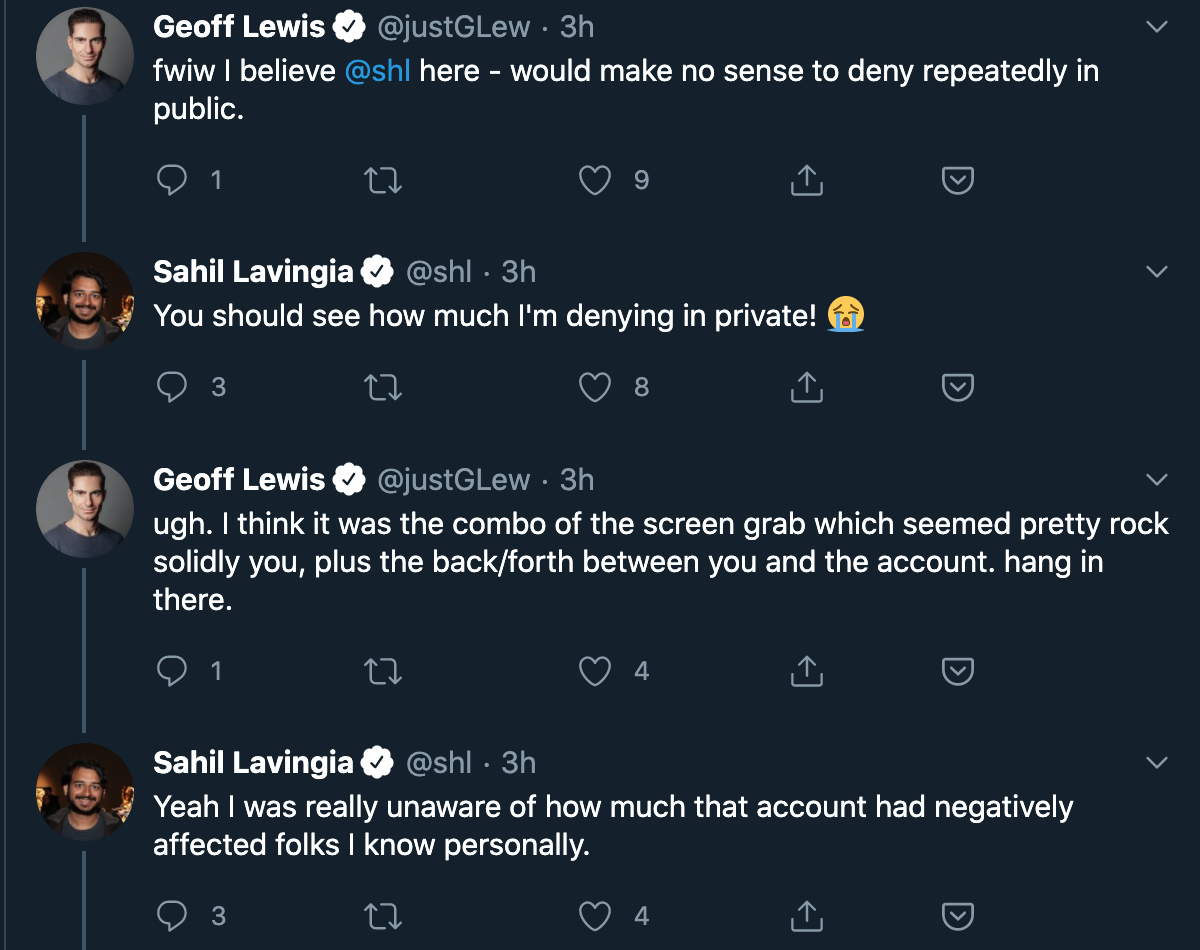 Geoff Lewis @justGLew · 3h
fwiw I believe @shl here - would make no sense to deny repeatedly in
public.
1 9
Sahil Lavingia @shl · 3h
You should see how much I'm denying in private! 😭
3 8
Geoff Lewis @justGLew · 3h
ugh. I think it was the combo of the screen grab which seemed pretty rock
solidly you, plus the back/forth between you and the account. hang in
there.
1 4
Sahil Lavingia @shl · 3h
Yeah I was really unaware of how much that account had negatively
affected folks I know personally.
3 4